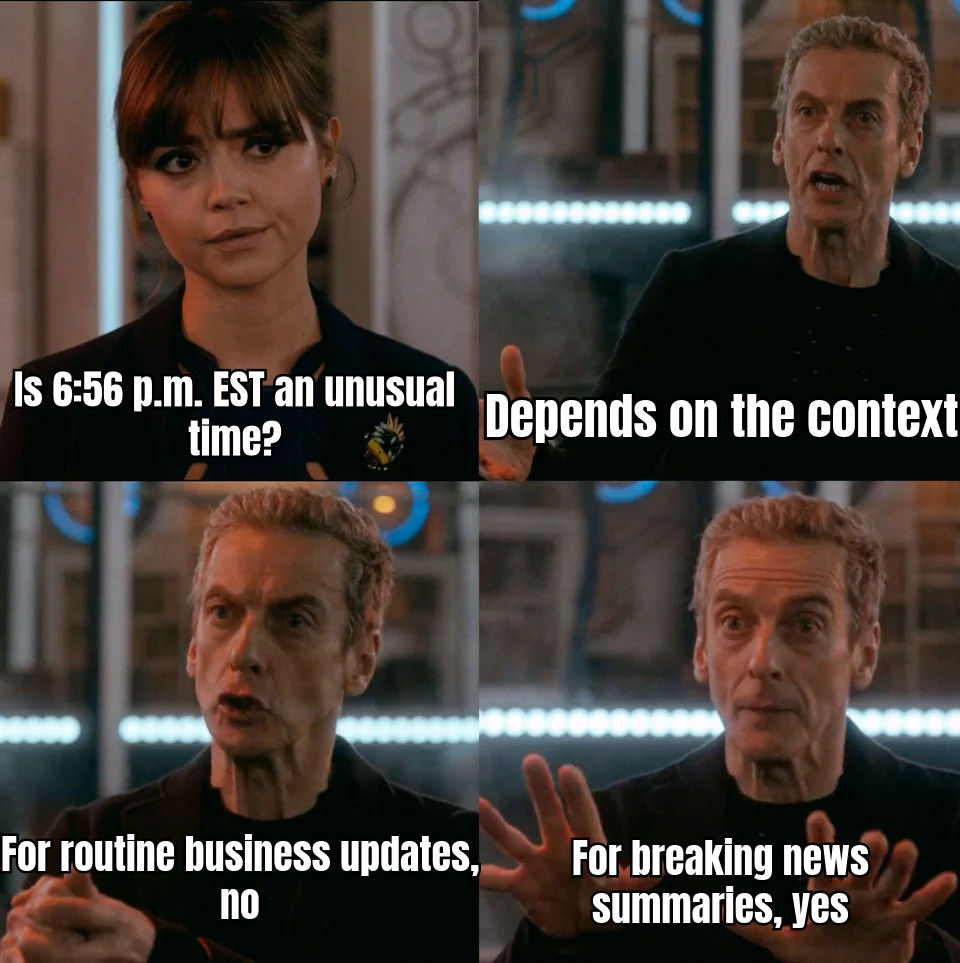 Is 6:56 p.m. EST an unusual
time?
Depends on the context
For routine business updates,
no
For breaking news
summaries, yes